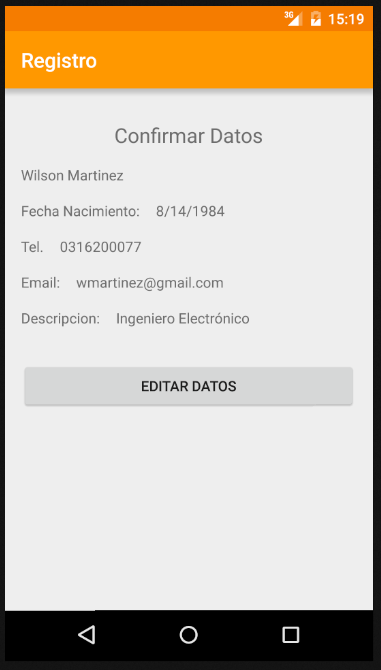 3G 15:19
Registro
Confirmar Datos
Wilson Martinez
Fecha Nacimiento: 8/14/1984
Tel. 0316200077
Email: wmartinez@gmail.com
Descripcion: Ingeniero Electrónico
EDITAR DATOS